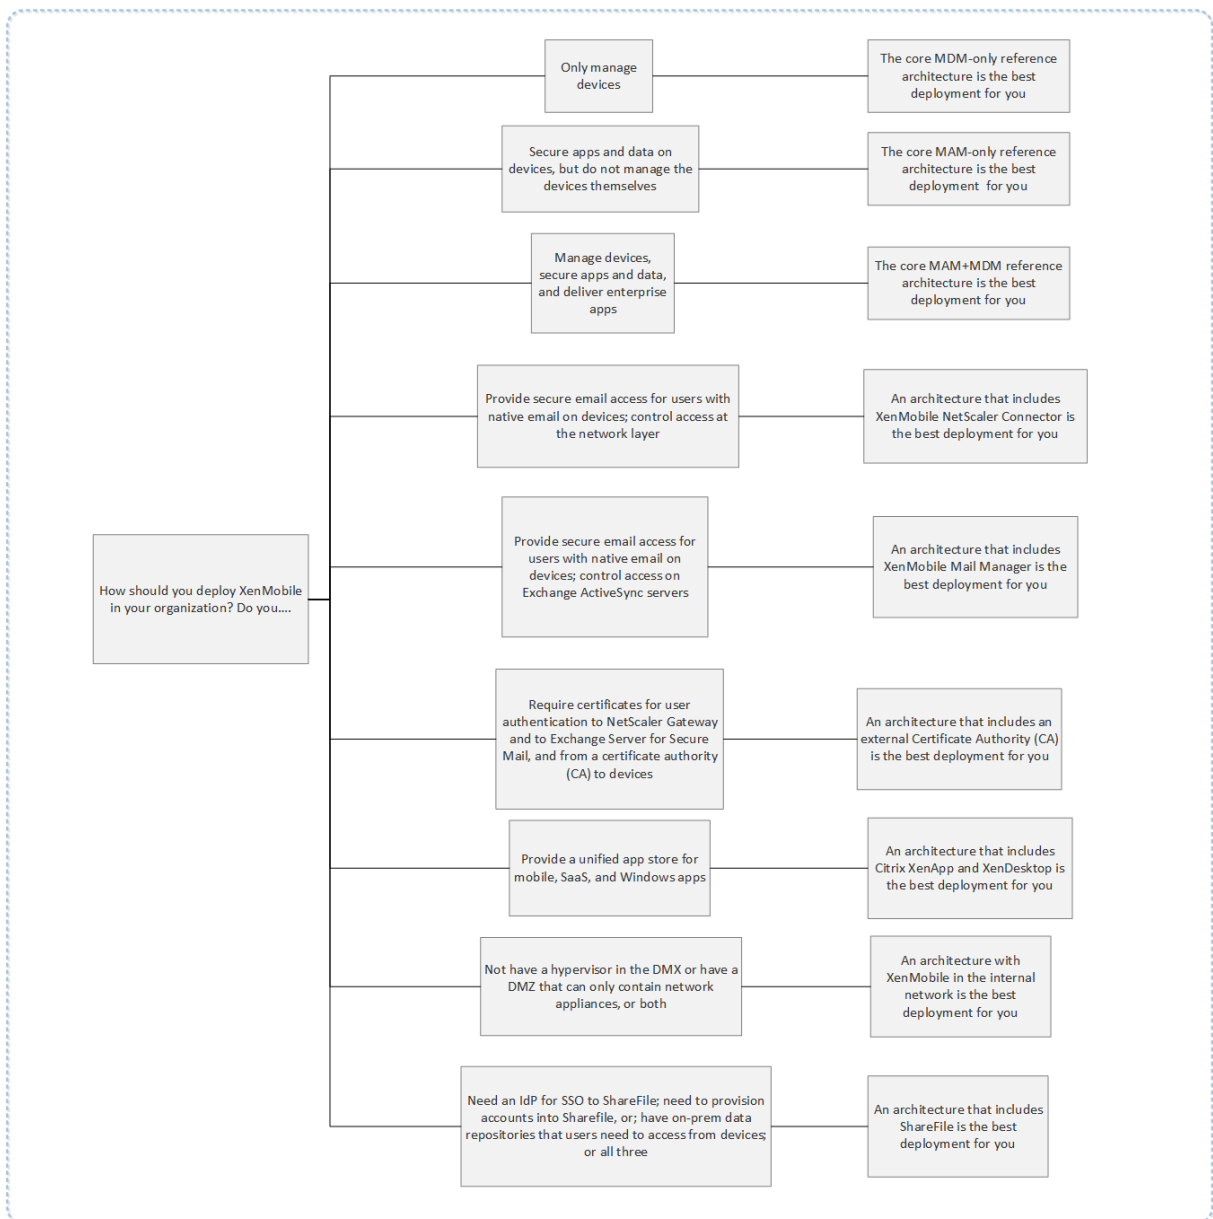 Only manage
devices
The core MDM-only reference
architecture is the best
deployment for you
Secure apps and data on
devices, but do not manage the
devices themselves
The core MAM-only reference
architecture is the best
deployment  for you
Manage devices,
secure apps and data,
and deliver enterprise
apps
The core MAM+MDM reference
architecture is the best
deployment for you
Provide secure email access for users with
native email on devices; control access at
the network layer
An architecture that includes
XenMobile NetScaler Connector is
the best deployment for you
Provide secure email access for
users with native email on
devices; control access on
Exchange ActiveSync servers
An architecture that includes
XenMobile Mail Manager is the
best deployment for you
How should you deploy XenMobile
in your organization? Do you....
Require certificates for user
authentication to NetScaler Gateway
and to Exchange Server for Secure
Mail, and from a certificate authority
(CA) to devices
An architecture that includes an
external Certificate Authority (CA)
is the best deployment for you
Provide a unified app store for
mobile, SaaS, and Windows apps
An architecture that includes
Citrix XenApp and XenDesktop is
the best deployment for you
Not have a hypervisor in the DMX or have a
DMZ that can only contain network
appliances, or both
An architecture with
XenMobile in the internal
network is the best
deployment for you
Need an IdP for SSO to ShareFile; need to provision
accounts into Sharefile, or; have on-prem data
repositories that users need to access from devices;
or all three
An architecture that includes
ShareFile is the best
deployment for you